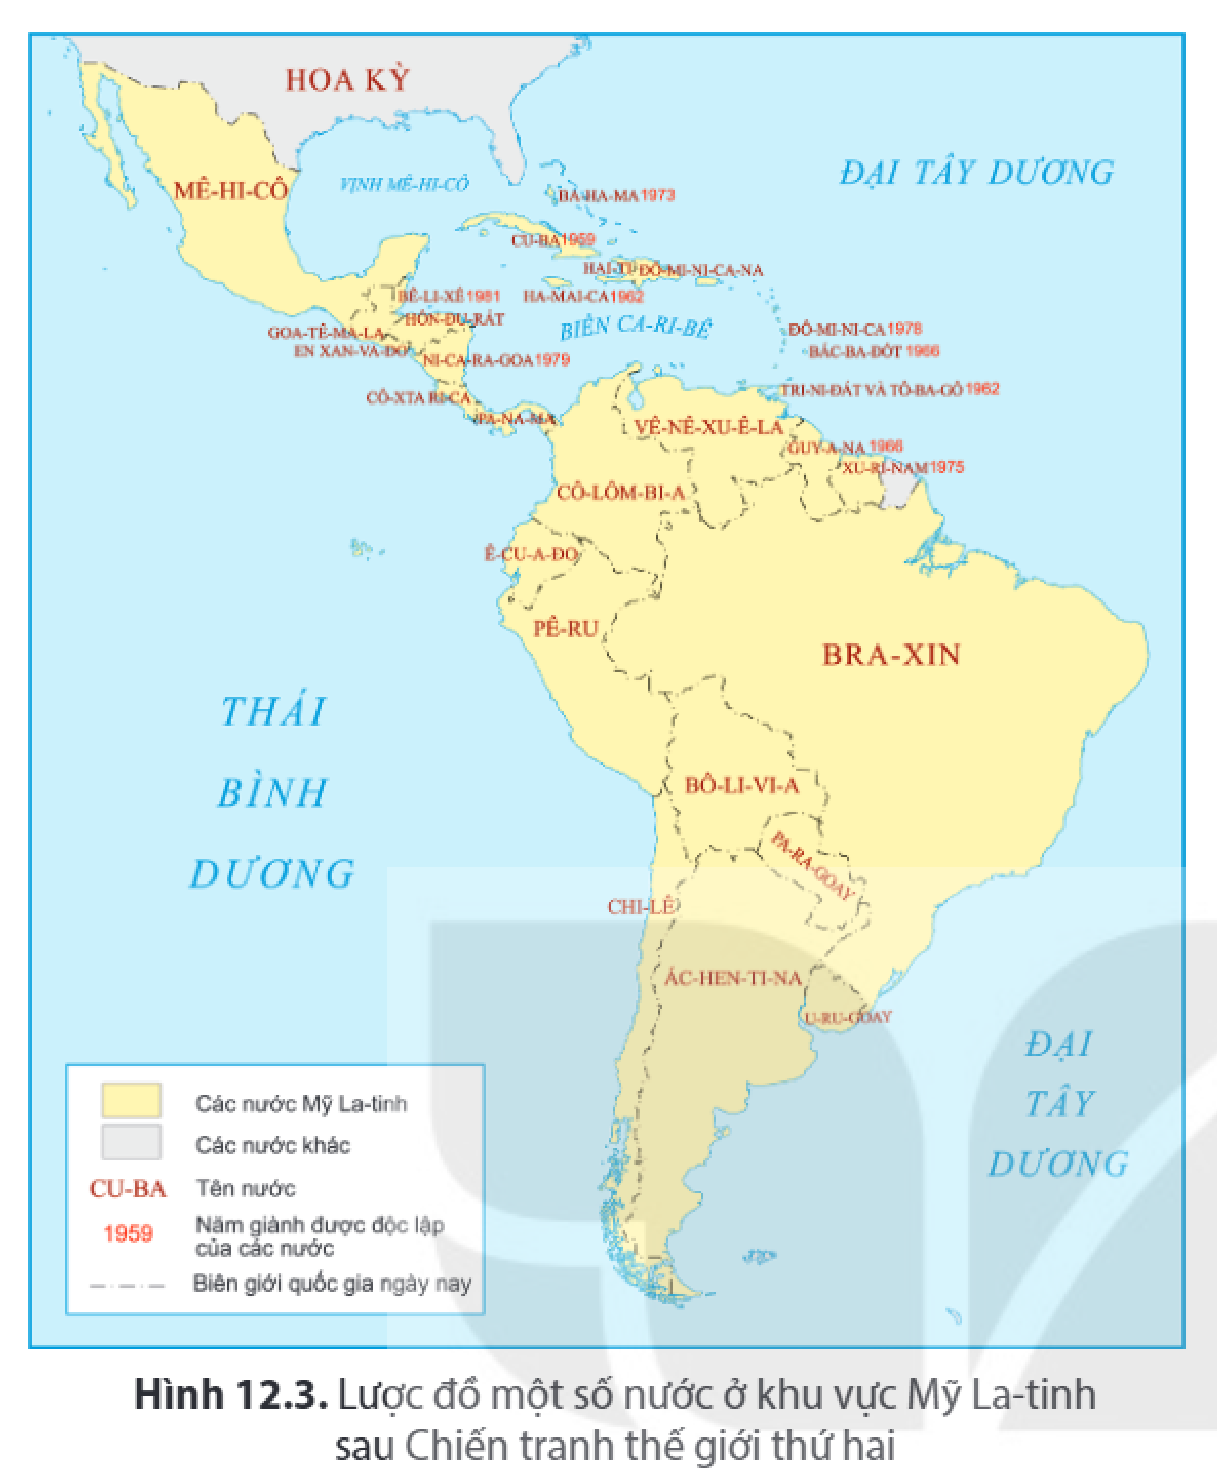 HOA KỲ
MÊ-HI-CÔ
VỊNH MÊ-HI-CÔ
ĐẠI TÂY DƯƠNG
BA-HA-MA 1973
CU-BA 1959
HAI-TI ĐÔ-MI-NI-CA-NA
BÊ-LI-XÊ 1981
HA-MAI-CA 1962
HÔN-ĐU-RÁT
BIỂN CA-RI-BÊ
GOA-TÊ-MA-LA
ĐÔ-MI-NI-CA 1978
EN XAN-VA-ĐO
BÁC-BA-ĐÓT 1966
NI-CA-RA-GOA 1979
CÔ-XTA RI-CA
TRI-NI-ĐÁT VÀ TÔ-BA-GÔ 1962
PA-NA-MA
VÊ-NÊ-XU-Ê-LA
GUY-A-NA 1966
XU-RI-NAM 1975
CÔ-LÔM-BI-A
Ê-CU-A-ĐO
PÊ-RU
BRA-XIN
THÁI
BÌNH
DƯƠNG
BÔ-LI-VI-A
PA-RA-GOAY
CHI-LÊ
ÁC-HEN-TI-NA
U-RU-GOAY
ĐẠI
TÂY
DƯƠNG
Các nước Mỹ La-tinh
Các nước khác
CU-BA Tên nước
1959 Năm giành được độc lập
của các nước
Biên giới quốc gia ngày nay
Hình 12.3. Lược đồ một số nước ở khu vực Mỹ La-tinh
sau Chiến tranh thế giới thứ hai